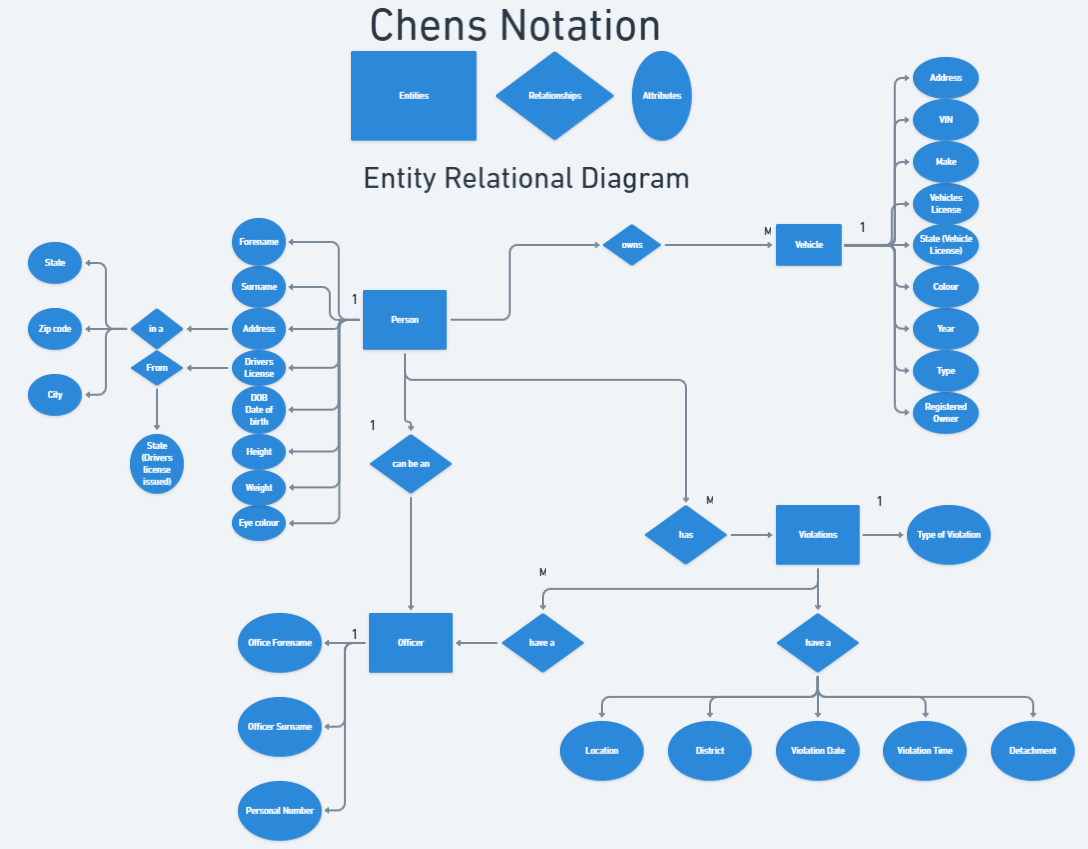 Chens Notation
Entities
Relationships
Attributes
Entity Relational Diagram
Address
VIN
Make
Vehicles
License
State (Vehicle
License)
Colour
Year
Type
Registered
Owner
1
Vehicle
M
owns
Person
1
Forename
Surname
Address
Drivers
License
DOB
Date of
birth
Height
Weight
Eye colour
in a
From
State
Zip code
City
State
(Drivers
license
issued)
1
can be an
M
has
Violations
1
Type of Violation
M
have a
have a
Officer
1
Office Forename
Officer Surname
Personal Number
Location
District
Violation Date
Violation Time
Detachment